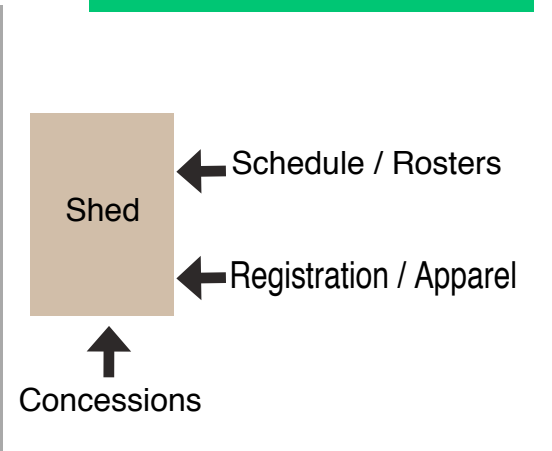 Schedule / Rosters
Shed
Registration / Apparel
Concessions